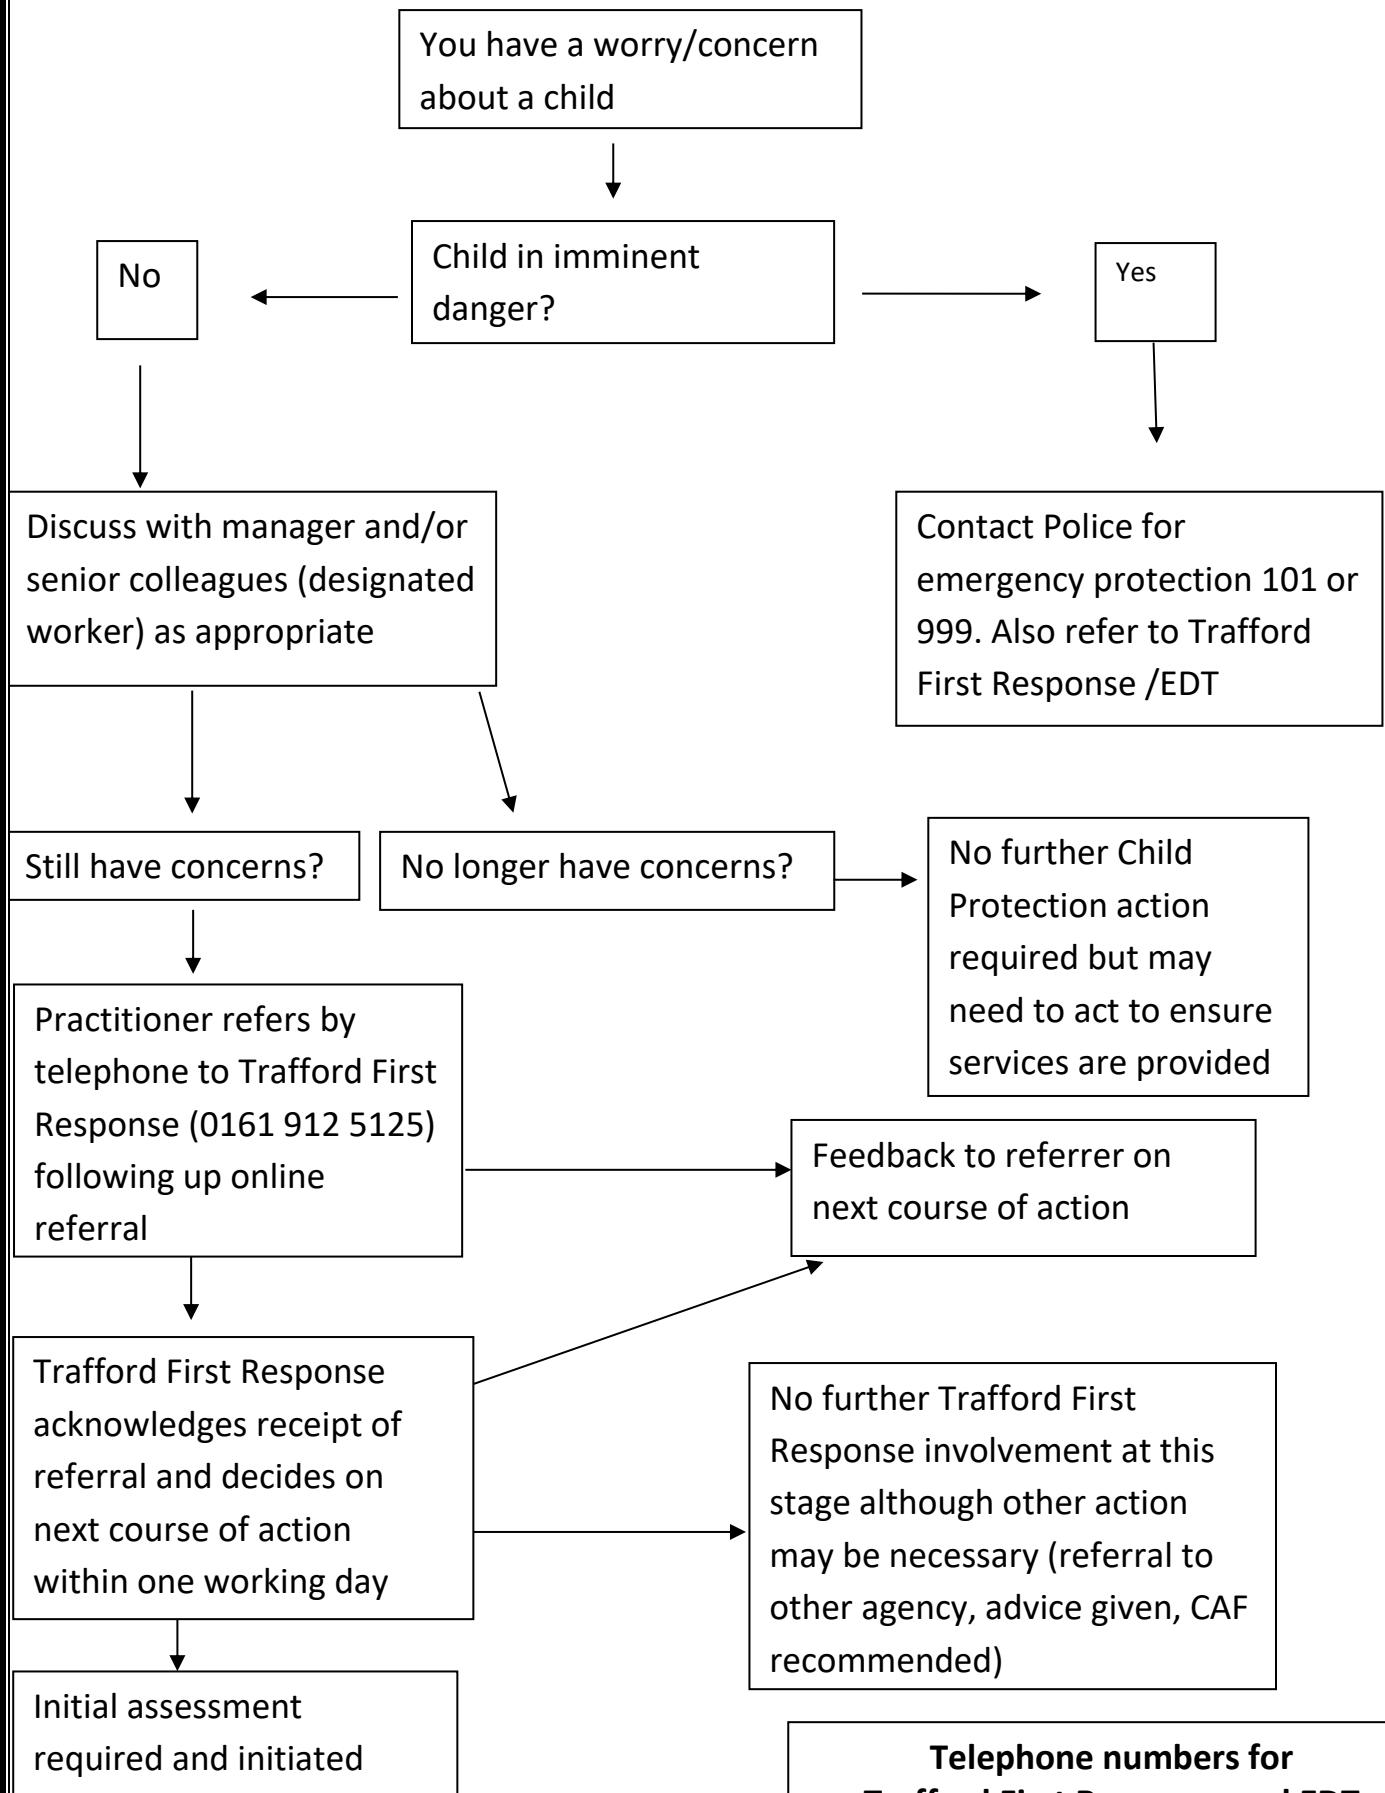 You have a worry/concern
about a child
Child in imminent
danger?
No
Yes
Discuss with manager and/or
senior colleagues (designated
worker) as appropriate
Contact Police for
emergency protection 101 or
999. Also refer to Trafford
First Response /EDT
Still have concerns?
No longer have concerns?
No further Child
Protection action
required but may
need to act to ensure
services are provided
Practitioner refers by
telephone to Trafford First
Response (0161 912 5125)
following up online
referral
Feedback to referrer on
next course of action
Trafford First Response
acknowledges receipt of
referral and decides on
next course of action
within one working day
No further Trafford First
Response involvement at this
stage although other action
may be necessary (referral to
other agency, advice given, CAF
recommended)
Initial assessment
required and initiated
Telephone numbers for
Trafford First Response and EDT